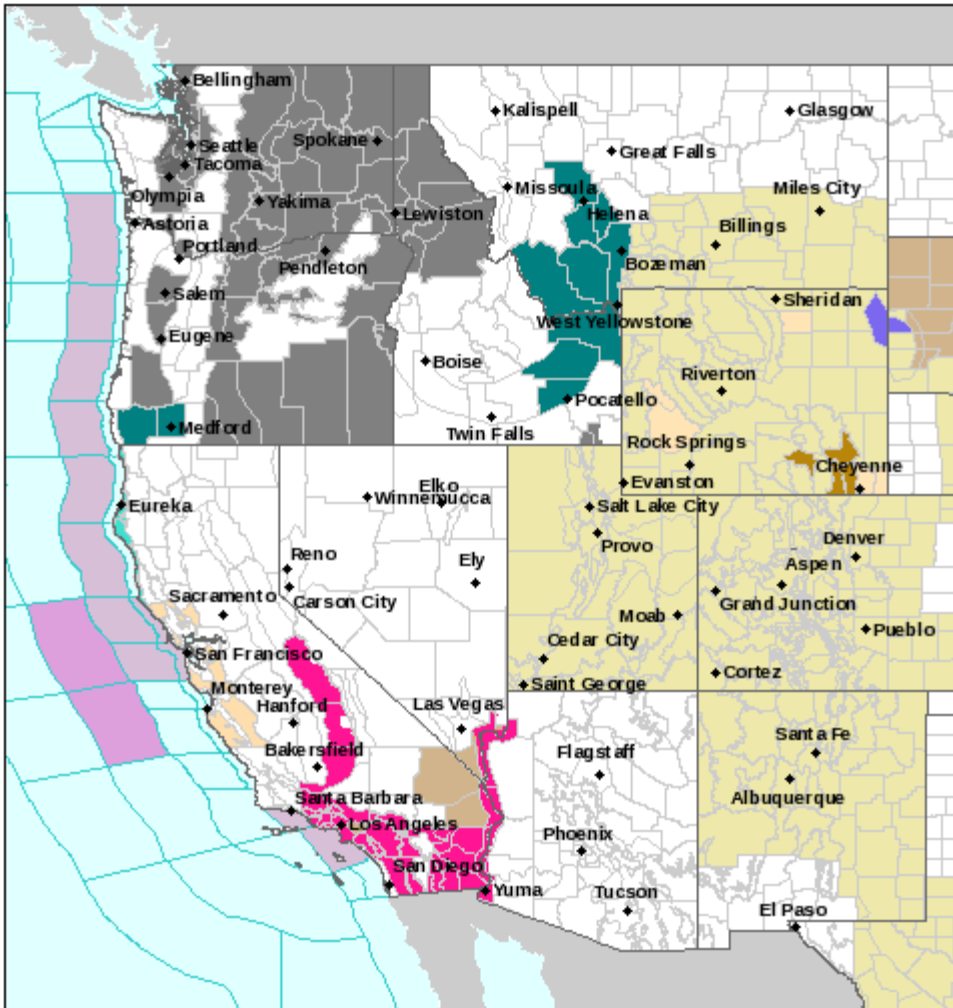 Bellingham
Kalispell
Glasgow
Seattle
Spokane
Great Falls
Tacoma
Missoula
Miles City
Olympia
Yakima
Lewiston
Helena
Astoria
Billings
Portland
Pendleton
Bozeman
Salem
Sheridan
West Yellowstone
Eugene
Boise
Riverton
Pocatello
Medford
Twin Falls
Rock Springs
Cheyenne
Elko
Evanston
Winnemucca
Eureka
Salt Lake City
Provo
Denver
Reno
Ely
Aspen
Sacramento
Carson City
Grand Junction
Moab
Pueblo
Cedar City
San Francisco
Cortez
Saint George
Monterey
Hanford
Las Vegas
Santa Fe
Bakersfield
Flagstaff
Albuquerque
Santa Barbara
Los Angeles
Phoenix
San Diego
Yuma
Tucson
El Paso